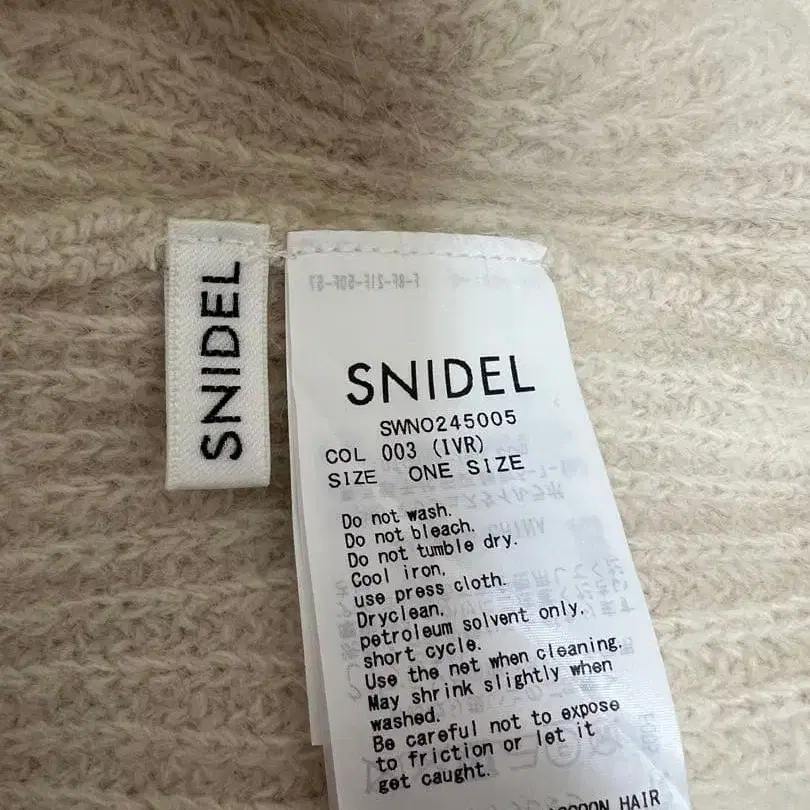 SNIDEL
SNIDEL
SWNO245005
COL 003 (IVR)
SIZE ONE SIZE
Do not wash.
Do not bleach.
Do not tumble dry.
Cool iron,
use press cloth.
Dryclean.
petroleum solvent only.
short cycle.
Use the net when cleaning.
May shrink slightly when
washed.
Be careful not to expose
to friction or let it
get caught.
HAIR